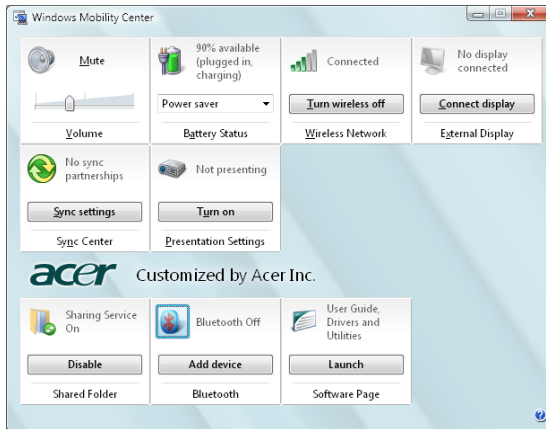 Windows Mobility Center
Mute
Volume
90% available
(plugged in,
charging)
Power saver
Battery Status
Connected
Turn wireless off
Wireless Network
No display
connected
Connect display
External Display
No sync
partnerships
Sync settings
Sync Center
Not presenting
Turn on
Presentation Settings
acer Customized by Acer Inc.
Sharing Service
On
Disable
Shared Folder
Bluetooth Off
Add device
Bluetooth
User Guide,
Drivers and
Utilities
Launch
Software Page
?